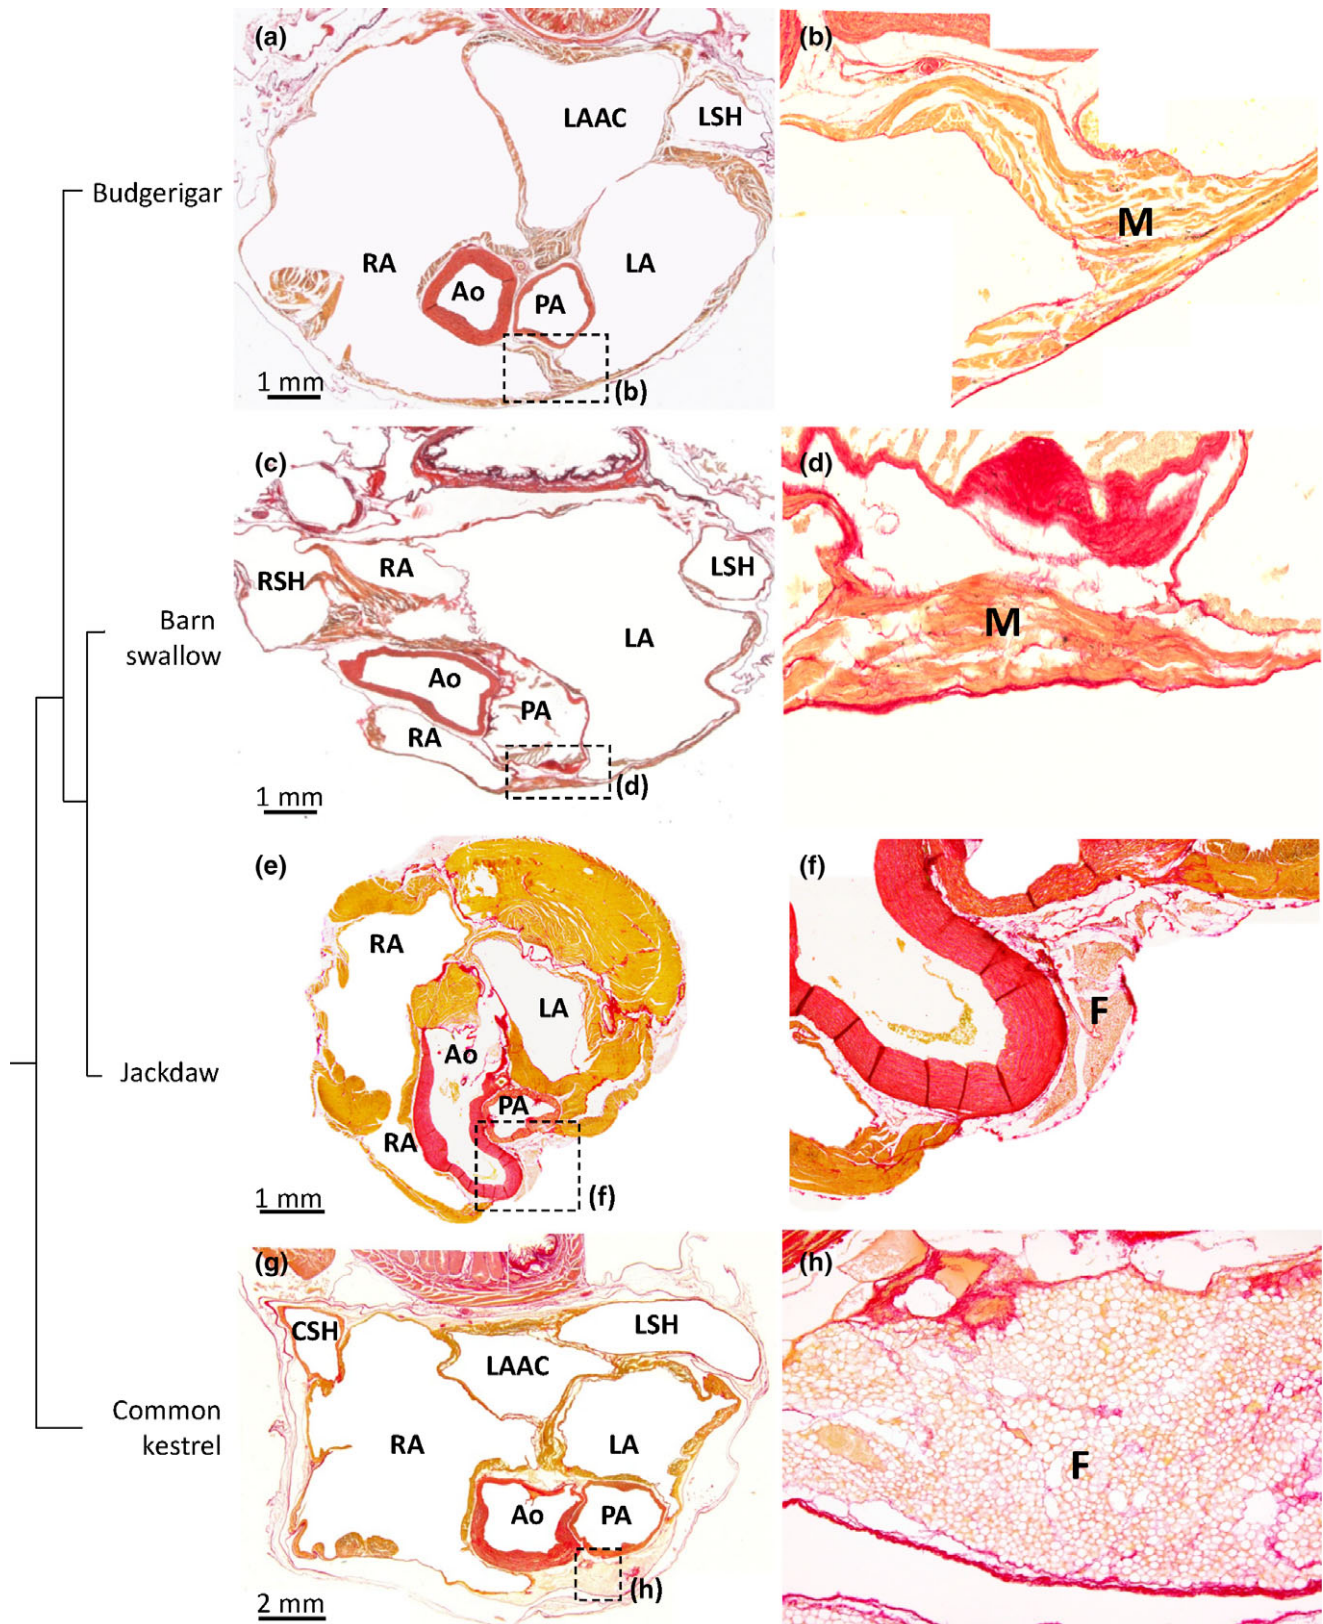 (a)
(b)
LAAC
LSH
Budgerigar
M
RA
LA
Ao
PA
1 mm
(b)
(c)
(d)
RA
LSH
RSH
M
Barn
swallow
LA
Ao
PA
RA
(d)
1 mm
(e)
(f)
RA
LA
F
Ao
Jackdaw
PA
RA
(f)
1 mm
(g)
(h)
CSH
LSH
LAAC
Common
kestrel
RA
LA
F
Ao
PA
(h)
2 mm